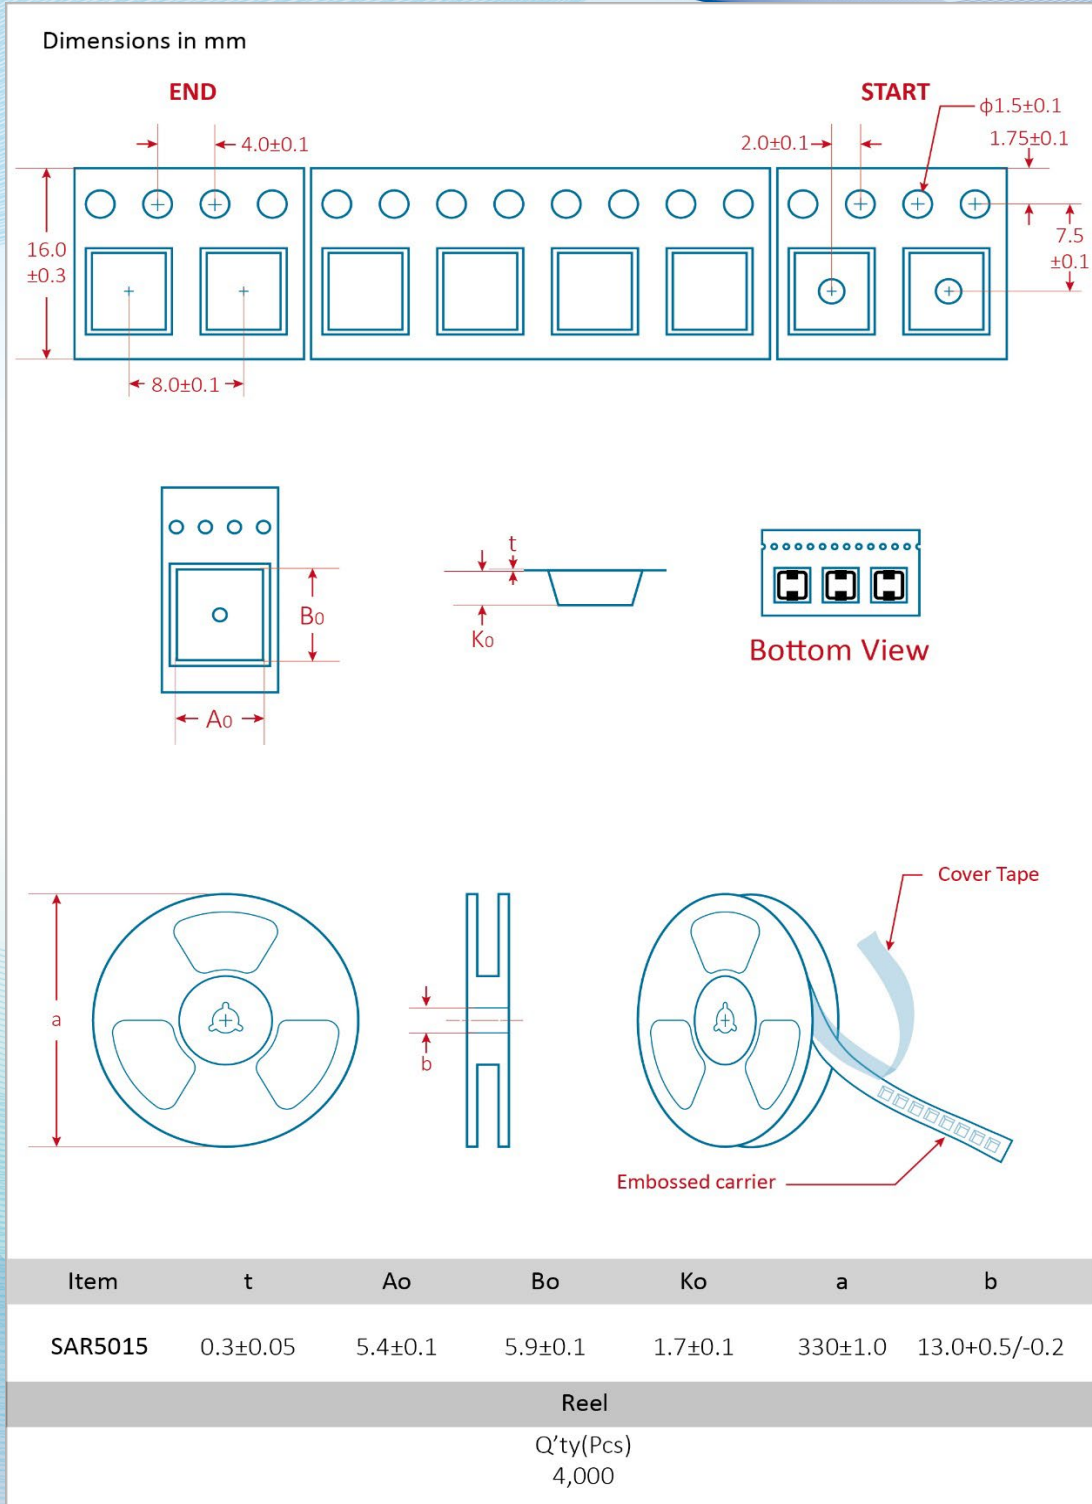 Dimensions in mm
END
START
ϕ1.5±0.1
4.0±0.1
2.0±0.1
1.75±0.1
16.0
±0.3
7.5
±0.1
8.0±0.1
t
B0
K0
A0
Bottom View
Cover Tape
a
b
Embossed carrier
Item t Ao Bo Ko a b
SAR5015 0.3±0.05 5.4±0.1 5.9±0.1 1.7±0.1 330±1.0 13.0+0.5/-0.2
Reel
Q'ty(Pcs)
4,000